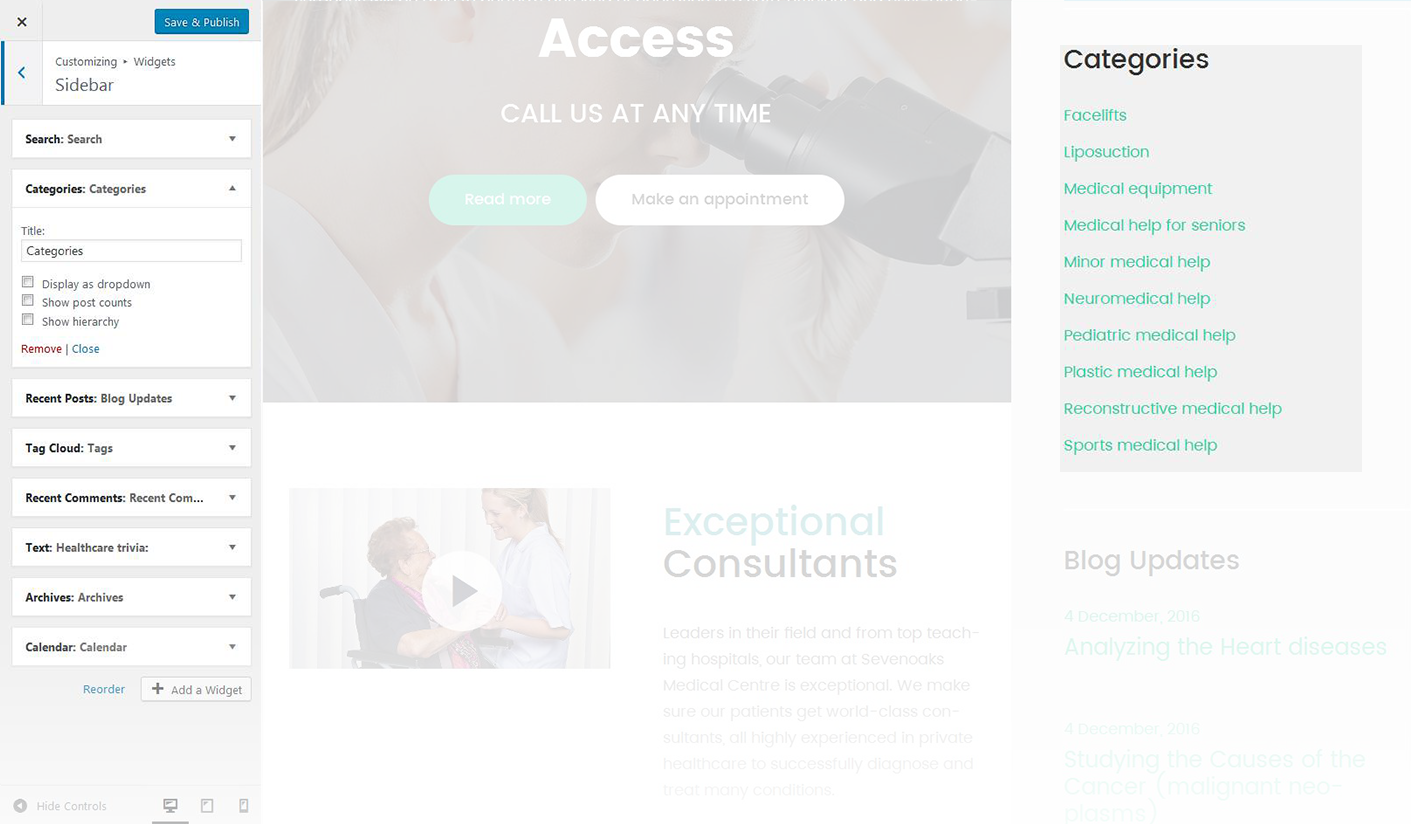 Save & Publish
Customizing ▸ Widgets
Sidebar
Search: Search
Categories: Categories
Title:
Categories
Display as dropdown
Show post counts
Show hierarchy
Remove | Close
Recent Posts: Blog Updates
Tag Cloud: Tags
Recent Comments: Recent Com...
Text: Healthcare trivia:
Archives: Archives
Calendar: Calendar
Reorder
Add a Widget
Hide Controls
Access
CALL US AT ANY TIME
Read more
Make an appointment
Exceptional
Consultants
Leaders in their field and from top teach-
ing hospitals, our team at Sevenoaks
Medical Centre is exceptional. We make
sure our patients get world-class con-
sultants, all highly experienced in private
healthcare to successfully diagnose and
treat many conditions.
Categories
Facelifts
Liposuction
Medical equipment
Medical help for seniors
Minor medical help
Neuromedical help
Pediatric medical help
Plastic medical help
Reconstructive medical help
Sports medical help
Blog Updates
4 December, 2016
Analyzing the Heart diseases
4 December, 2016
Studying the Causes of the
Cancer (malignant neo-
plasms)